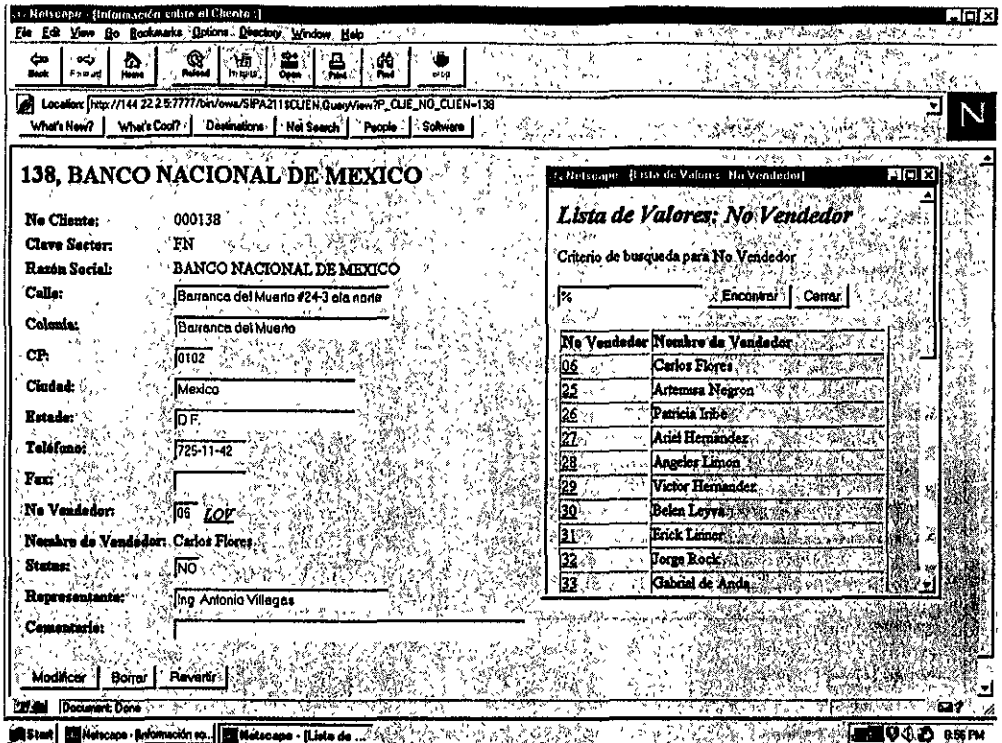 Netscape - [Información sobre el Cliente :]
File Edit View Go Bookmarks Options Directory Window Help
Back Forward Home Reload Images Open Print Find Stop
Location: http://144.22.2.5:7777/bin/owa/SIPA211$CLIEN.QueryView?P_CLIE_NO_CLIEN=138
What's New? What's Cool? Destinations Net Search People Software
N
138, BANCO NACIONAL DE MEXICO
No Cliente: 000138
Clave Sector: FN
Razón Social: BANCO NACIONAL DE MEXICO
Calle: Barranca del Muerto #24-3 ala norte
Colonia: Barranca del Muerto
CP: 0102
Ciudad: Mexico
Estado: D.F.
Teléfono: 725-11-42
Fax:
No Vendedor: 06 LOV
Nombre de Vendedor: Carlos Flores
Status: NO
Representante: Ing. Antonio Villegas
Comentario:
Modificar Borrar Revertir
Netscape - [Lista de Valores: No Vendedor]
Lista de Valores: No Vendedor
Criterio de busqueda para No Vendedor
% Encontrar Cerrar
No Vendedor Nombre de Vendedor
06 Carlos Flores
25 Artemisa Negron
26 Patricia Iribe
27 Ariel Hernandez
28 Angeles Limon
29 Victor Hernandez
30 Belen Leyva
31 Erick Limer
32 Jorge Rock
33 Gabriel de Anda
Document: Done
Start Netscape - [Información so... Netscape - [Lista de ... 8:56 PM